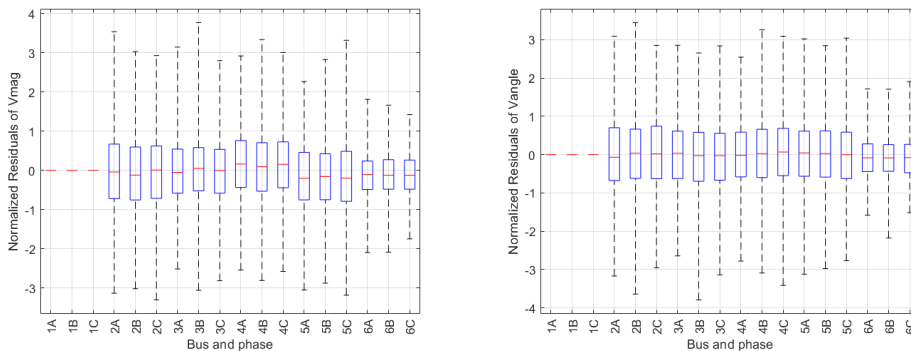 Normalized Residuals of Vmag
4
3
2
1
0
-1
-2
-3
1A 1B 1C 2A 2B 2C 3A 3B 3C 4A 4B 4C 5A 5B 5C 6A 6B 6C
Bus and phase
Normalized Residuals of Vangle
3
2
1
0
-1
-2
-3
-4
1A 1B 1C 2A 2B 2C 3A 3B 3C 4A 4B 4C 5A 5B 5C 6A 6B 6C
Bus and phase